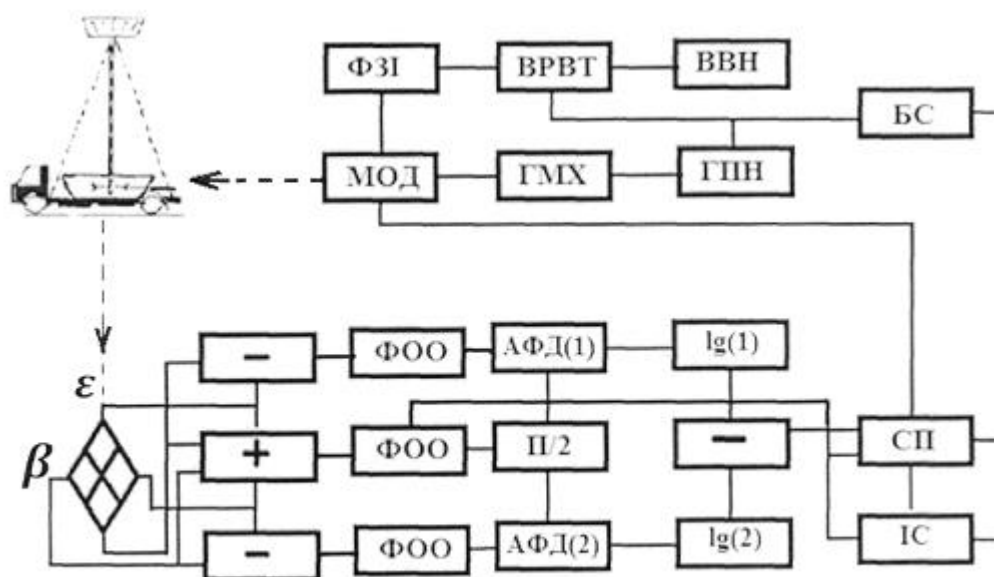 ФЗІ ВРВТ ВВН
БС
МОД ГМХ ГПН
− ФОО АФД(1) lg(1)
ε
β + ФОО П/2 − СП
− ФОО АФД(2) lg(2) ІС